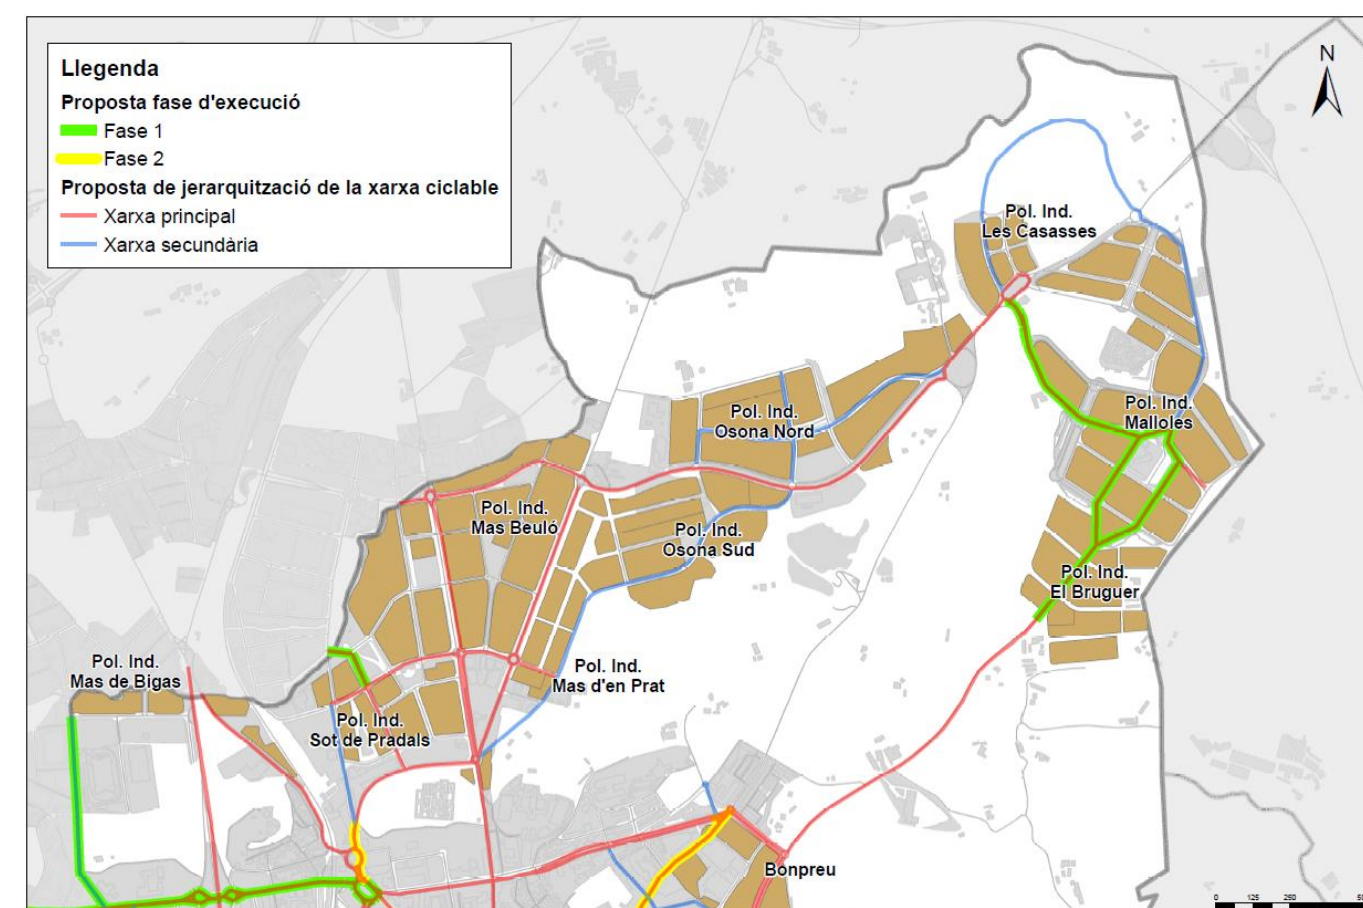 Llegenda
Proposta fase d'execució
Fase 1
Fase 2
Proposta de jerarquització de la xarxa ciclable
Xarxa principal
Xarxa secundària
N
Pol. Ind.
Les Casasses
Pol. Ind.
Malloles
Pol. Ind.
Osona Nord
Pol. Ind.
Mas Beuló
Pol. Ind.
Osona Sud
Pol. Ind.
El Bruguer
Pol. Ind.
Mas de Bigas
Pol. Ind.
Mas d'en Prat
Pol. Ind.
Sot de Pradals
Bonpreu
0 125 250